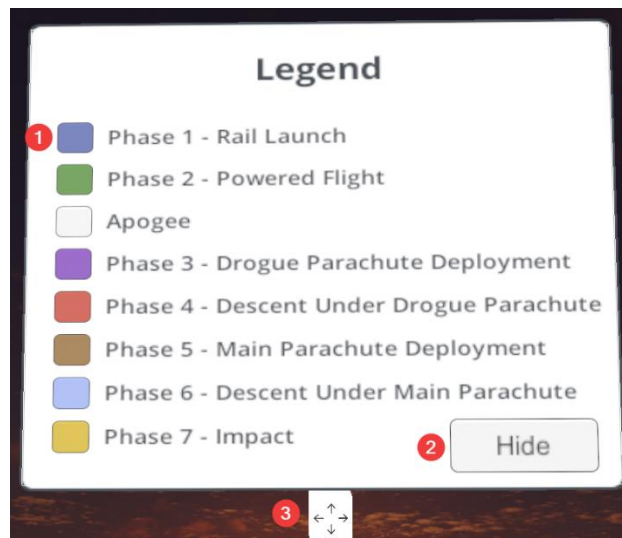 Legend
1 Phase 1 - Rail Launch
Phase 2 - Powered Flight
Apogee
Phase 3 - Drogue Parachute Deployment
Phase 4 - Descent Under Drogue Parachute
Phase 5 - Main Parachute Deployment
Phase 6 - Descent Under Main Parachute
Phase 7 - Impact
2 Hide
3